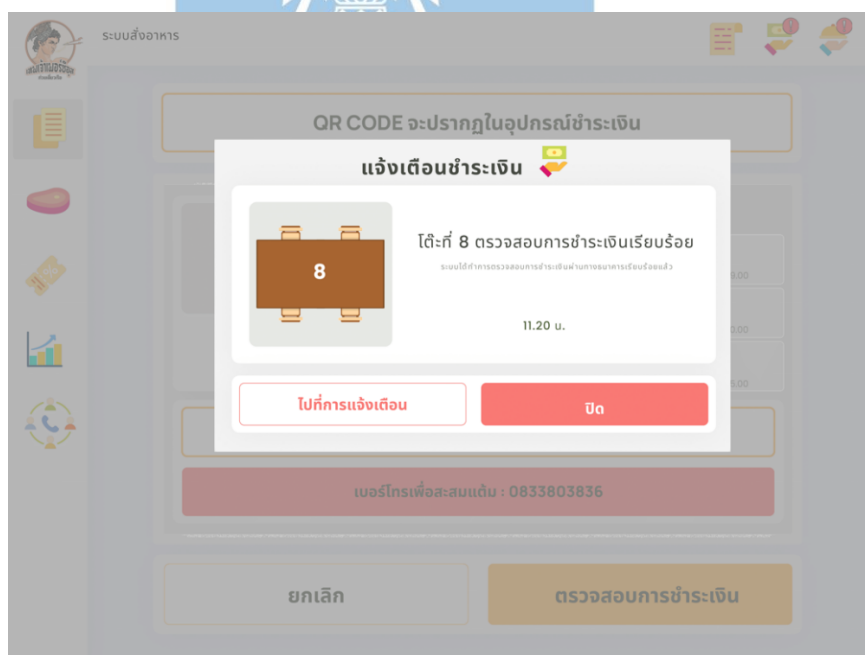 ระบบสั่งอาหาร
QR CODE จะปรากฏในอุปกรณ์ชำระเงิน
แจ้งเตือนชำระเงิน
8
โต๊ะที่ 8 ตรวจสอบการชำระเงินเรียบร้อย
ระบบได้ทำการตรวจสอบการชำระเงินผ่านทางธนาคารเรียบร้อยแล้ว
11.20 น.
ไปที่การแจ้งเตือน
ปิด
เบอร์โทรเพื่อสะสมแต้ม : 0833803836
ยกเลิก
ตรวจสอบการชำระเงิน